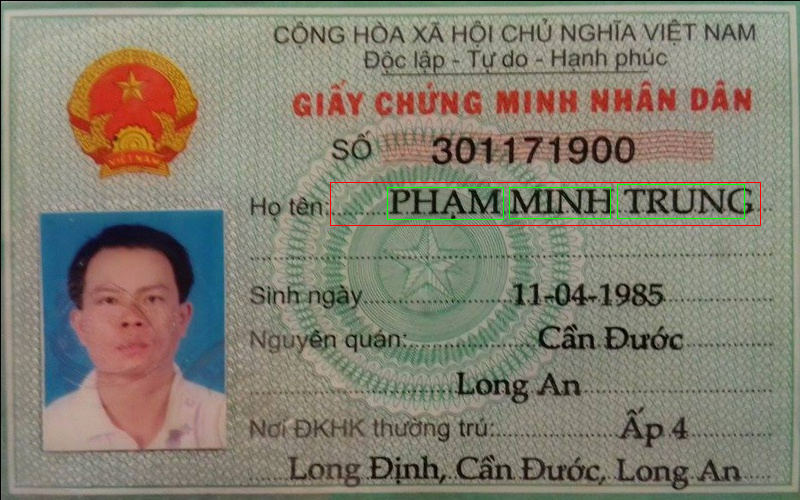 CỘNG HÒA XÃ HỘI CHỦ NGHĨA VIỆT NAM
Độc lập - Tự do - Hạnh phúc
GIẤY CHỨNG MINH NHÂN DÂN
SỐ 301171900
VIỆT NAM
Họ tên: PHẠM MINH TRUNG
Sinh ngày 11-04-1985
Nguyên quán: Cần Đước
Long An
Nơi ĐKHK thường trú: Ấp 4
Long Định, Cần Đước, Long An